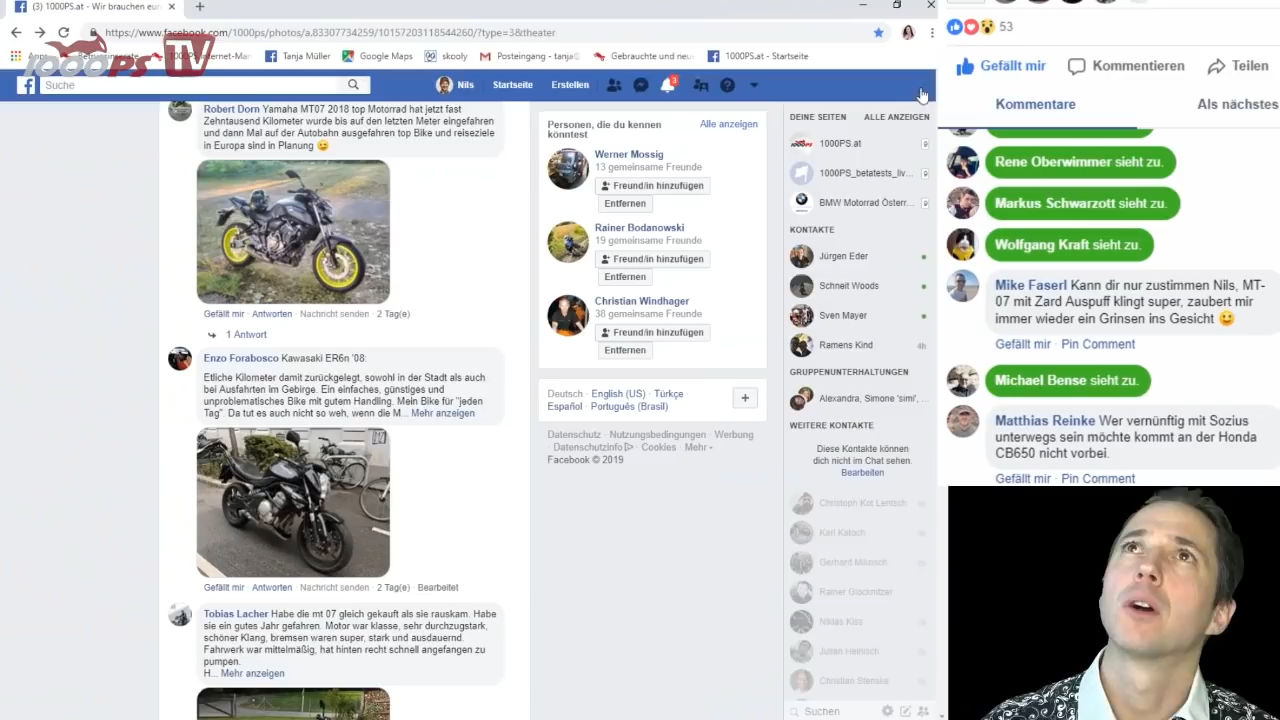 (3) 1000PS.at - Wir brauchen eure
https://www.facebook.com/1000ps/photos/a.83307734259/10157203118544260/?type=3&theater
Apps
Tanja Müller
Google Maps
skooly
Posteingang - tanja@
Gebrauchte und neue
1000PS.at - Startseite
1000PS TV
Suche
Nils
Startseite
Erstellen
3
Robert Dorn Yamaha MT07 2018 top Motorrad hat jetzt fast
Zehntausend Kilometer wurde bis auf den letzten Meter eingefahren
und dann Mal auf der Autobahn ausgefahren top Bike und reiseziele
in Europa sind in Planung 😉
Gefällt mir · Antworten · Nachricht senden · 2 Tag(e)
1 Antwort
Enzo Forabosco Kawasaki ER6n '08:
Etliche Kilometer damit zurückgelegt, sowohl in der Stadt als auch
bei Ausfahrten im Gebirge. Ein einfaches, günstiges und
unproblematisches Bike mit gutem Handling. Mein Bike für "jeden
Tag". Da tut es auch nicht so weh, wenn die M... Mehr anzeigen
Gefällt mir · Antworten · Nachricht senden · 2 Tag(e) · Bearbeitet
Tobias Lacher Habe die mt 07 gleich gekauft als sie rauskam. Habe
sie ein gutes Jahr gefahren. Motor war klasse, sehr durchzugstark,
schöner Klang, bremsen waren super, stark und ausdauernd.
Fahrwerk war mittelmäßig, hat hinten recht schnell angefangen zu
pumpen.
H... Mehr anzeigen
Personen, die du kennen
könntest
Alle anzeigen
Werner Mossig
13 gemeinsame Freunde
Freund/in hinzufügen
Entfernen
Rainer Bodanowski
19 gemeinsame Freunde
Freund/in hinzufügen
Entfernen
Christian Windhager
38 gemeinsame Freunde
Freund/in hinzufügen
Entfernen
Deutsch · English (US) · Türkçe ·
Español · Português (Brasil)
Datenschutz · Nutzungsbedingungen · Werbung
· Datenschutzinfo · Cookies · Mehr
Facebook © 2019
DEINE SEITEN
ALLE ANZEIGEN
1000PS.at
1000PS_betatests_liv...
BMW Motorrad Österr...
KONTAKTE
Jürgen Eder
Schneit Woods
Sven Mayer
Ramens Kind
4h
GRUPPENUNTERHALTUNGEN
Alexandra, Simone 'simi', ...
WEITERE KONTAKTE
Diese Kontakte können
dich nicht im Chat sehen.
Bearbeiten
Karl Katoch
Rainer Glockmitzer
Niklas Kiss
Julian Heinisch
Christian Stenske
Suchen
53
Gefällt mir
Kommentieren
Teilen
Kommentare
Als nächstes
Rene Oberwimmer sieht zu.
Markus Schwarzott sieht zu.
Wolfgang Kraft sieht zu.
Mike Faserl Kann dir nur zustimmen Nils, MT-
07 mit Zard Auspuff klingt super, zaubert mir
immer wieder ein Grinsen ins Gesicht 😃
Gefällt mir · Pin Comment
Michael Bense sieht zu.
Matthias Reinke Wer vernünftig mit Sozius
unterwegs sein möchte kommt an der Honda
CB650 nicht vorbei.
Gefällt mir · Pin Comment